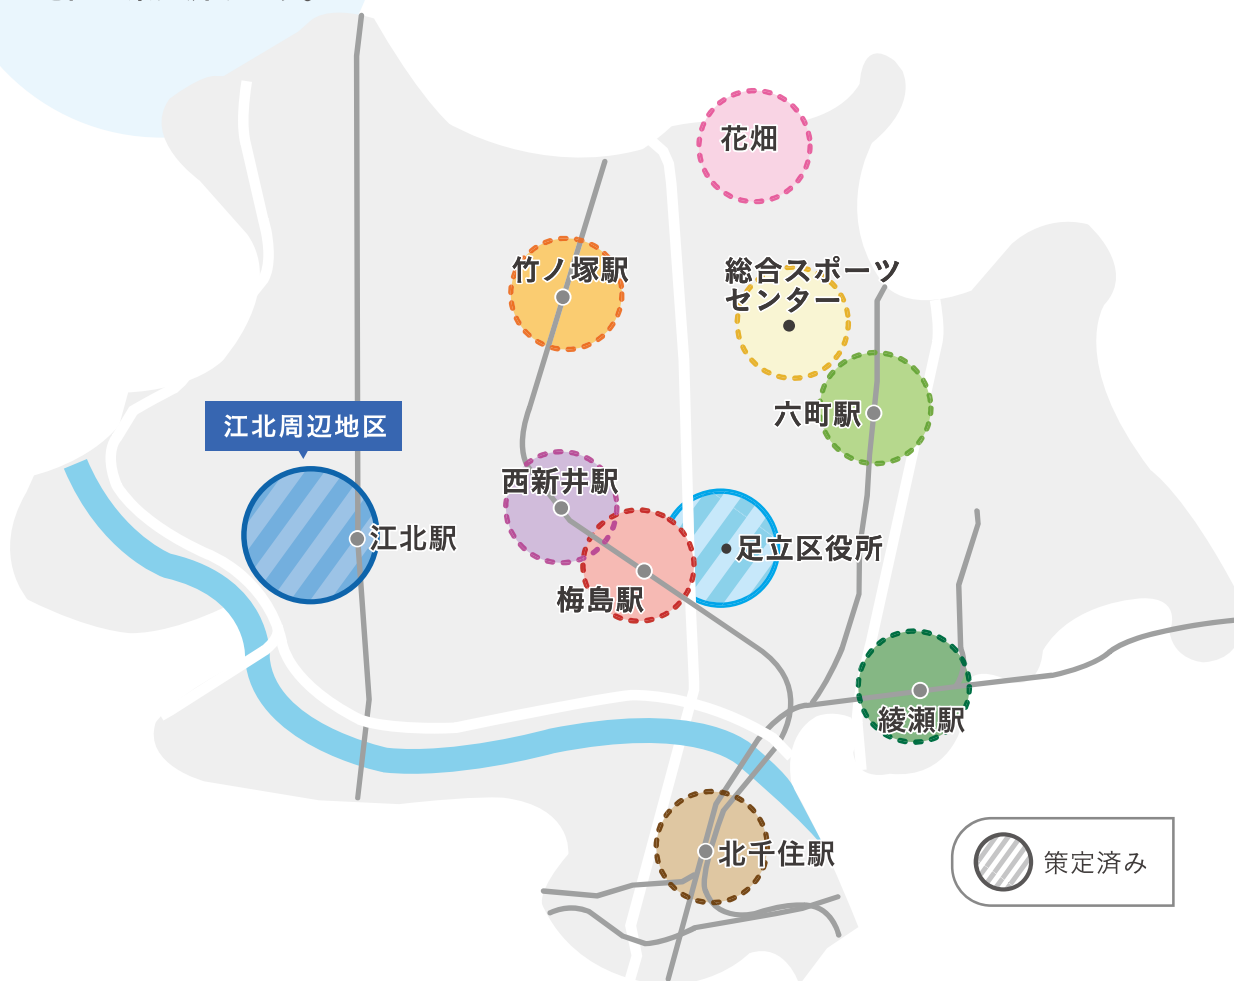 花畑
竹ノ塚駅
総合スポーツ
センター
六町駅
江北周辺地区
西新井駅
江北駅
足立区役所
梅島駅
綾瀬駅
北千住駅
策定済み